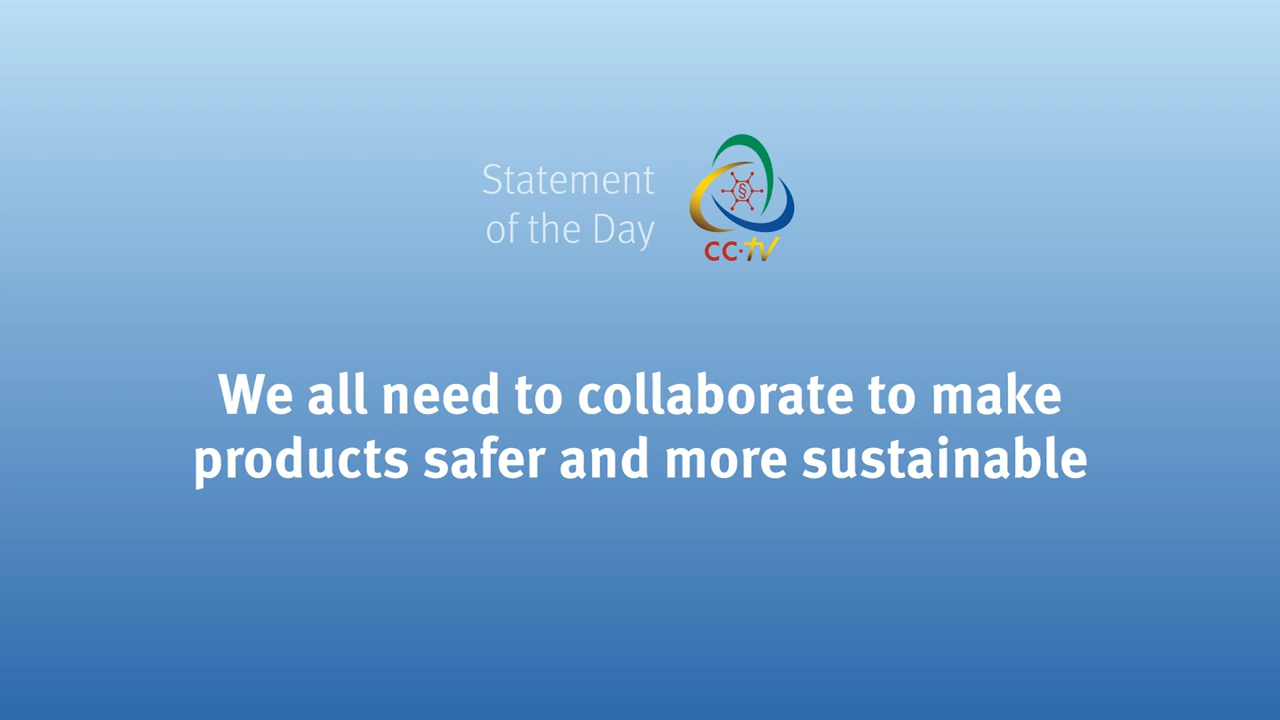 Statement
of the Day
§
CC·TV
We all need to collaborate to make
products safer and more sustainable